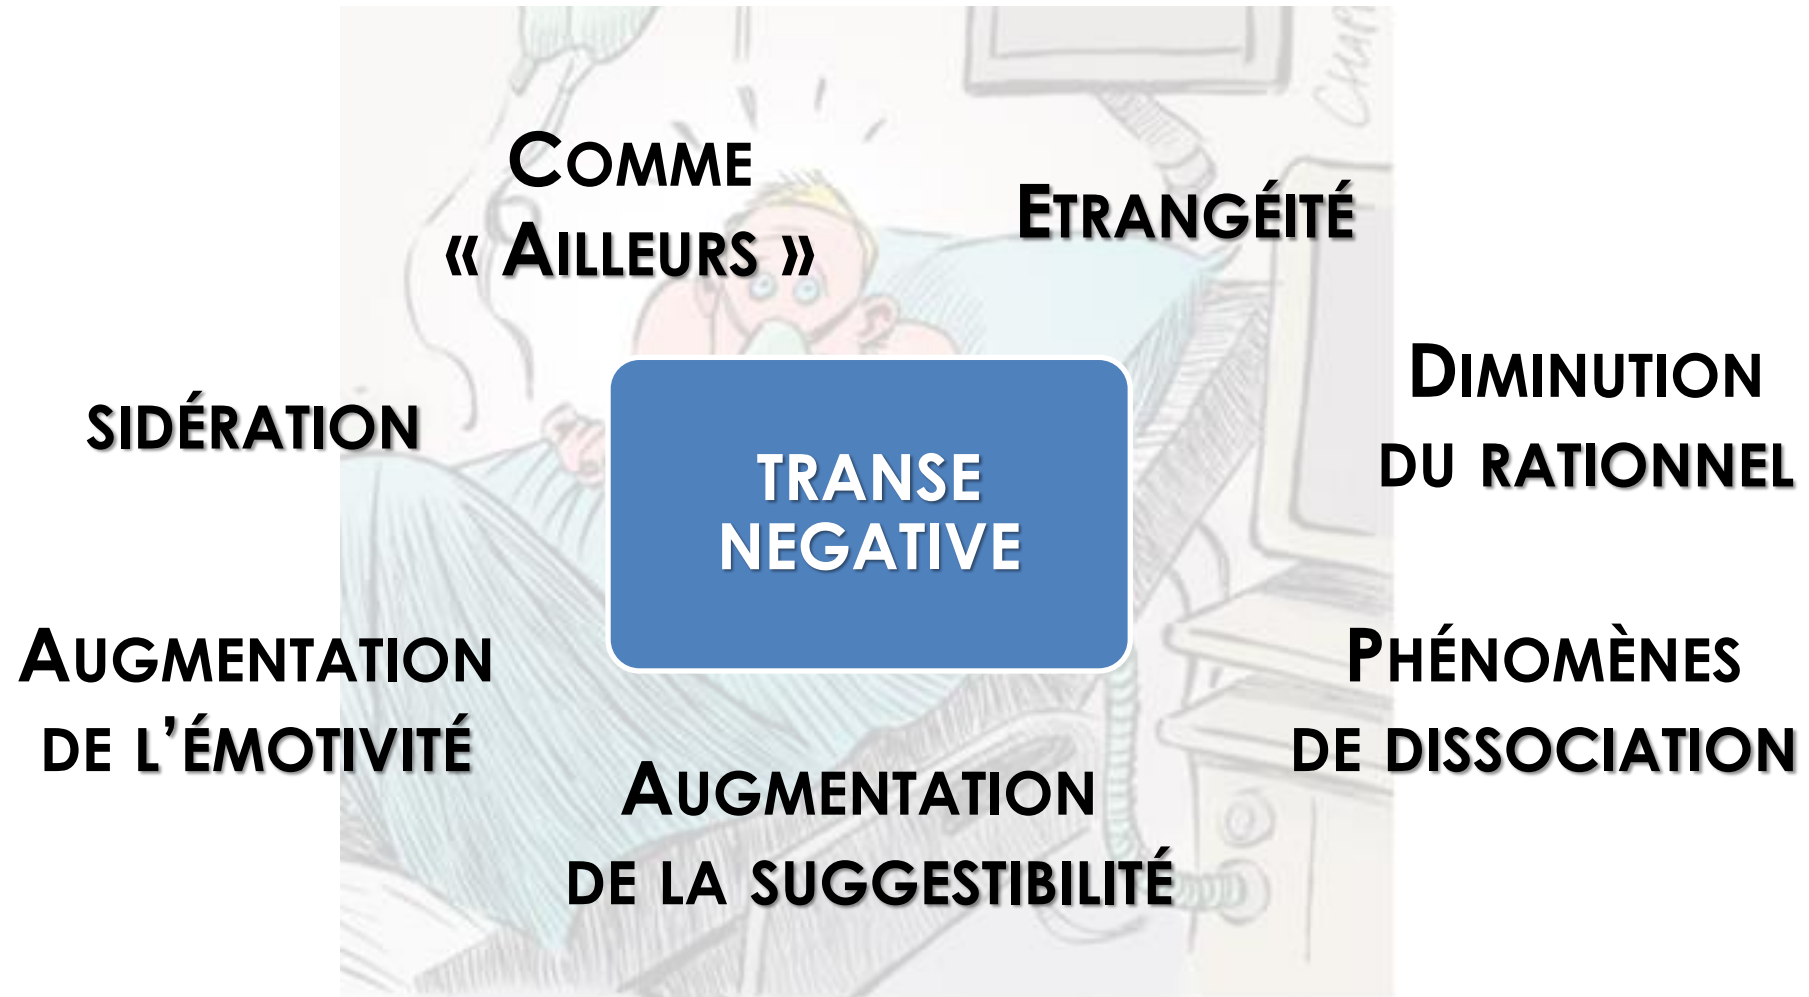 COMME
« AILLEURS »
ETRANGÉITÉ
DIMINUTION
DU RATIONNEL
SIDÉRATION
TRANSE
NEGATIVE
AUGMENTATION
DE L’ÉMOTIVITÉ
PHÉNOMÈNES
DE DISSOCIATION
AUGMENTATION
DE LA SUGGESTIBILITÉ